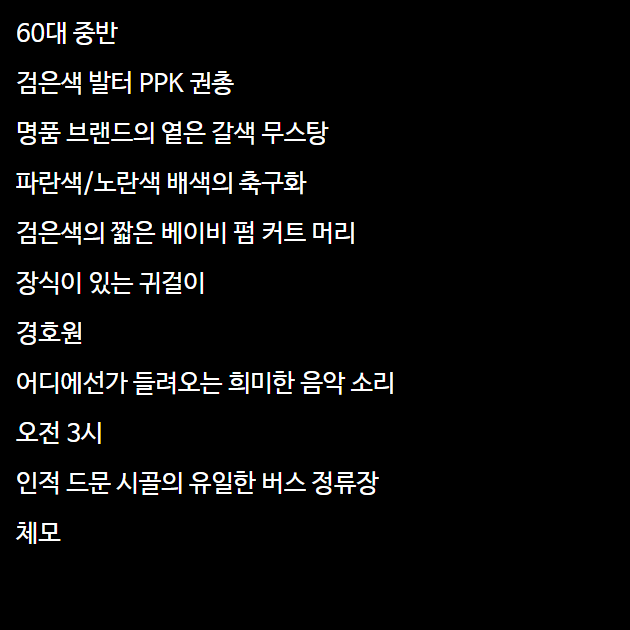 60대 중반
검은색 발터 PPK 권총
명품 브랜드의 옅은 갈색 무스탕
파란색/노란색 배색의 축구화
검은색의 짧은 베이비 펌 커트 머리
장식이 있는 귀걸이
경호원
어디에선가 들려오는 희미한 음악 소리
오전 3시
인적 드문 시골의 유일한 버스 정류장
체모